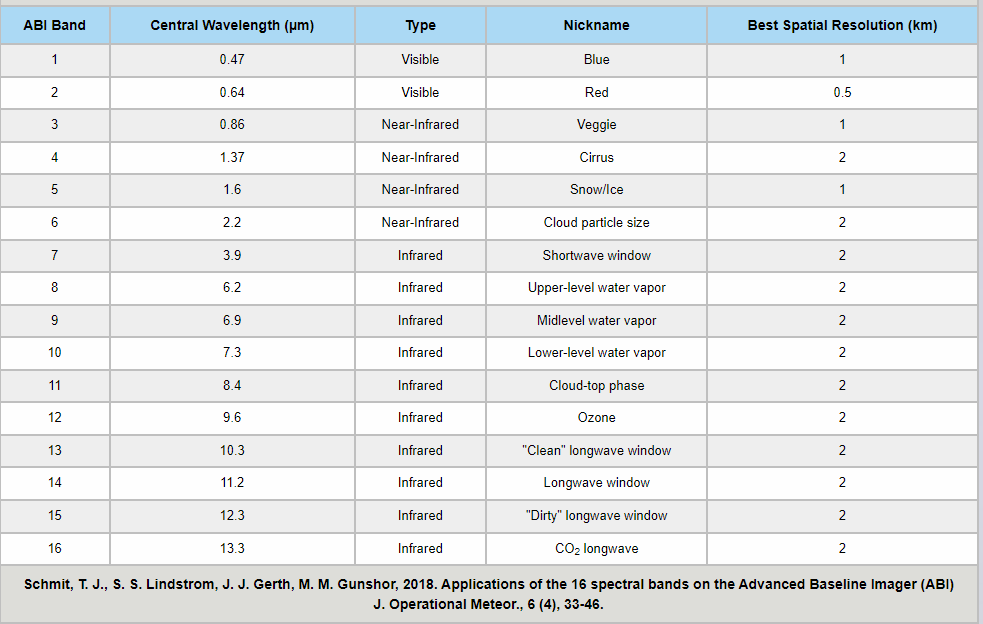 ABI Band Central Wavelength (µm) Type Nickname Best Spatial Resolution (km)
1 0.47 Visible Blue 1
2 0.64 Visible Red 0.5
3 0.86 Near-Infrared Veggie 1
4 1.37 Near-Infrared Cirrus 2
5 1.6 Near-Infrared Snow/Ice 1
6 2.2 Near-Infrared Cloud particle size 2
7 3.9 Infrared Shortwave window 2
8 6.2 Infrared Upper-level water vapor 2
9 6.9 Infrared Midlevel water vapor 2
10 7.3 Infrared Lower-level water vapor 2
11 8.4 Infrared Cloud-top phase 2
12 9.6 Infrared Ozone 2
13 10.3 Infrared "Clean" longwave window 2
14 11.2 Infrared Longwave window 2
15 12.3 Infrared "Dirty" longwave window 2
16 13.3 Infrared CO₂ longwave 2
Schmit, T. J., S. S. Lindstrom, J. J. Gerth, M. M. Gunshor, 2018. Applications of the 16 spectral bands on the Advanced Baseline Imager (ABI)
J. Operational Meteor., 6 (4), 33-46.